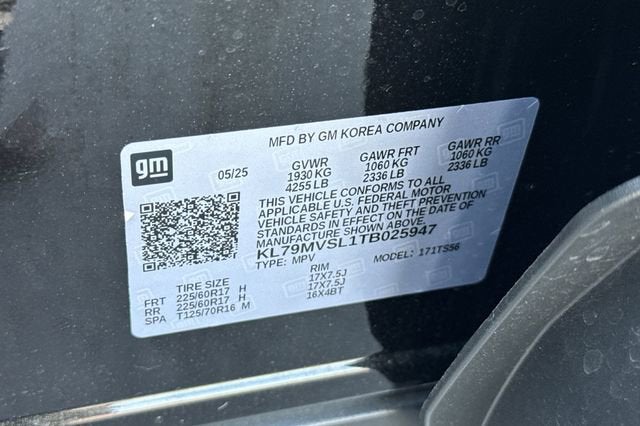 MFD BY GM KOREA COMPANY
gm
05/25
GVWR GAWR FRT GAWR RR
1930 KG 1060 KG 1060 KG
4255 LB 2336 LB 2336 LB
THIS VEHICLE CONFORMS TO ALL
APPLICABLE U.S. FEDERAL MOTOR
VEHICLE SAFETY AND THEFT PREVENTION
STANDARDS IN EFFECT ON THE DATE OF
MANUFACTURE SHOWN ABOVE.
KL79MVSL1TB025947
TYPE: MPV MODEL: 171TS56
TIRE SIZE RIM
FRT 225/60R17 H 17X7.5J
RR 225/60R17 H 17X7.5J
SPA T125/70R16 M 16X4BT